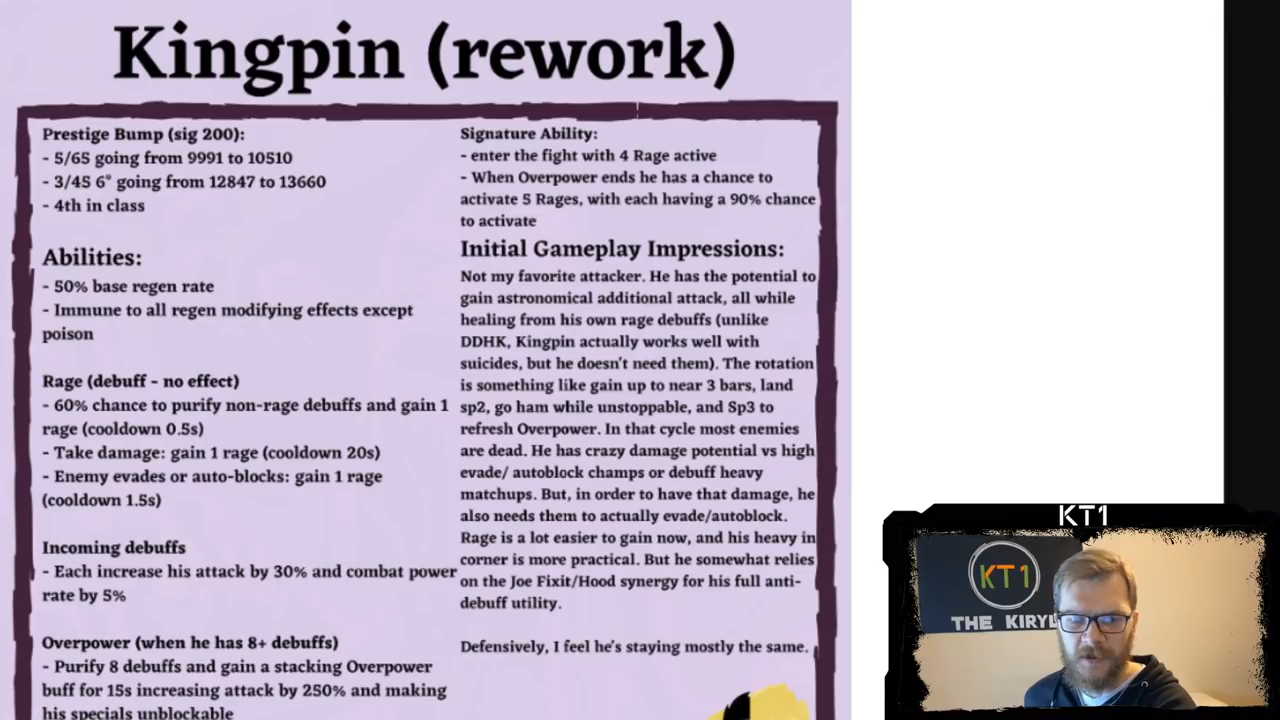 Kingpin (rework)
Prestige Bump (sig 200):
- 5/65 going from 9991 to 10510
- 3/45 6* going from 12847 to 13660
- 4th in class
Abilities:
- 50% base regen rate
- Immune to all regen modifying effects except
poison
Rage (debuff - no effect)
- 60% chance to purify non-rage debuffs and gain 1
rage (cooldown 0.5s)
- Take damage: gain 1 rage (cooldown 20s)
- Enemy evades or auto-blocks: gain 1 rage
(cooldown 1.5s)
Incoming debuffs
- Each increase his attack by 30% and combat power
rate by 5%
Overpower (when he has 8+ debuffs)
- Purify 8 debuffs and gain a stacking Overpower
buff for 15s increasing attack by 250% and making
his specials unblockable
Signature Ability:
- enter the fight with 4 Rage active
- When Overpower ends he has a chance to
activate 5 Rages, with each having a 90% chance
to activate
Initial Gameplay Impressions:
Not my favorite attacker. He has the potential to
gain astronomical additional attack, all while
healing from his own rage debuffs (unlike
DDHK, Kingpin actually works well with
suicides, but he doesn't need them). The rotation
is something like gain up to near 3 bars, land
sp2, go ham while unstoppable, and Sp3 to
refresh Overpower. In that cycle most enemies
are dead. He has crazy damage potential vs high
evade/ autoblock champs or debuff heavy
matchups. But, in order to have that damage, he
also needs them to actually evade/autoblock.
Rage is a lot easier to gain now, and his heavy in
corner is more practical. But he somewhat relies
on the Joe Fixit/Hood synergy for his full anti-
debuff utility.
Defensively, I feel he's staying mostly the same.
KT1
KT1
THE KIRYL